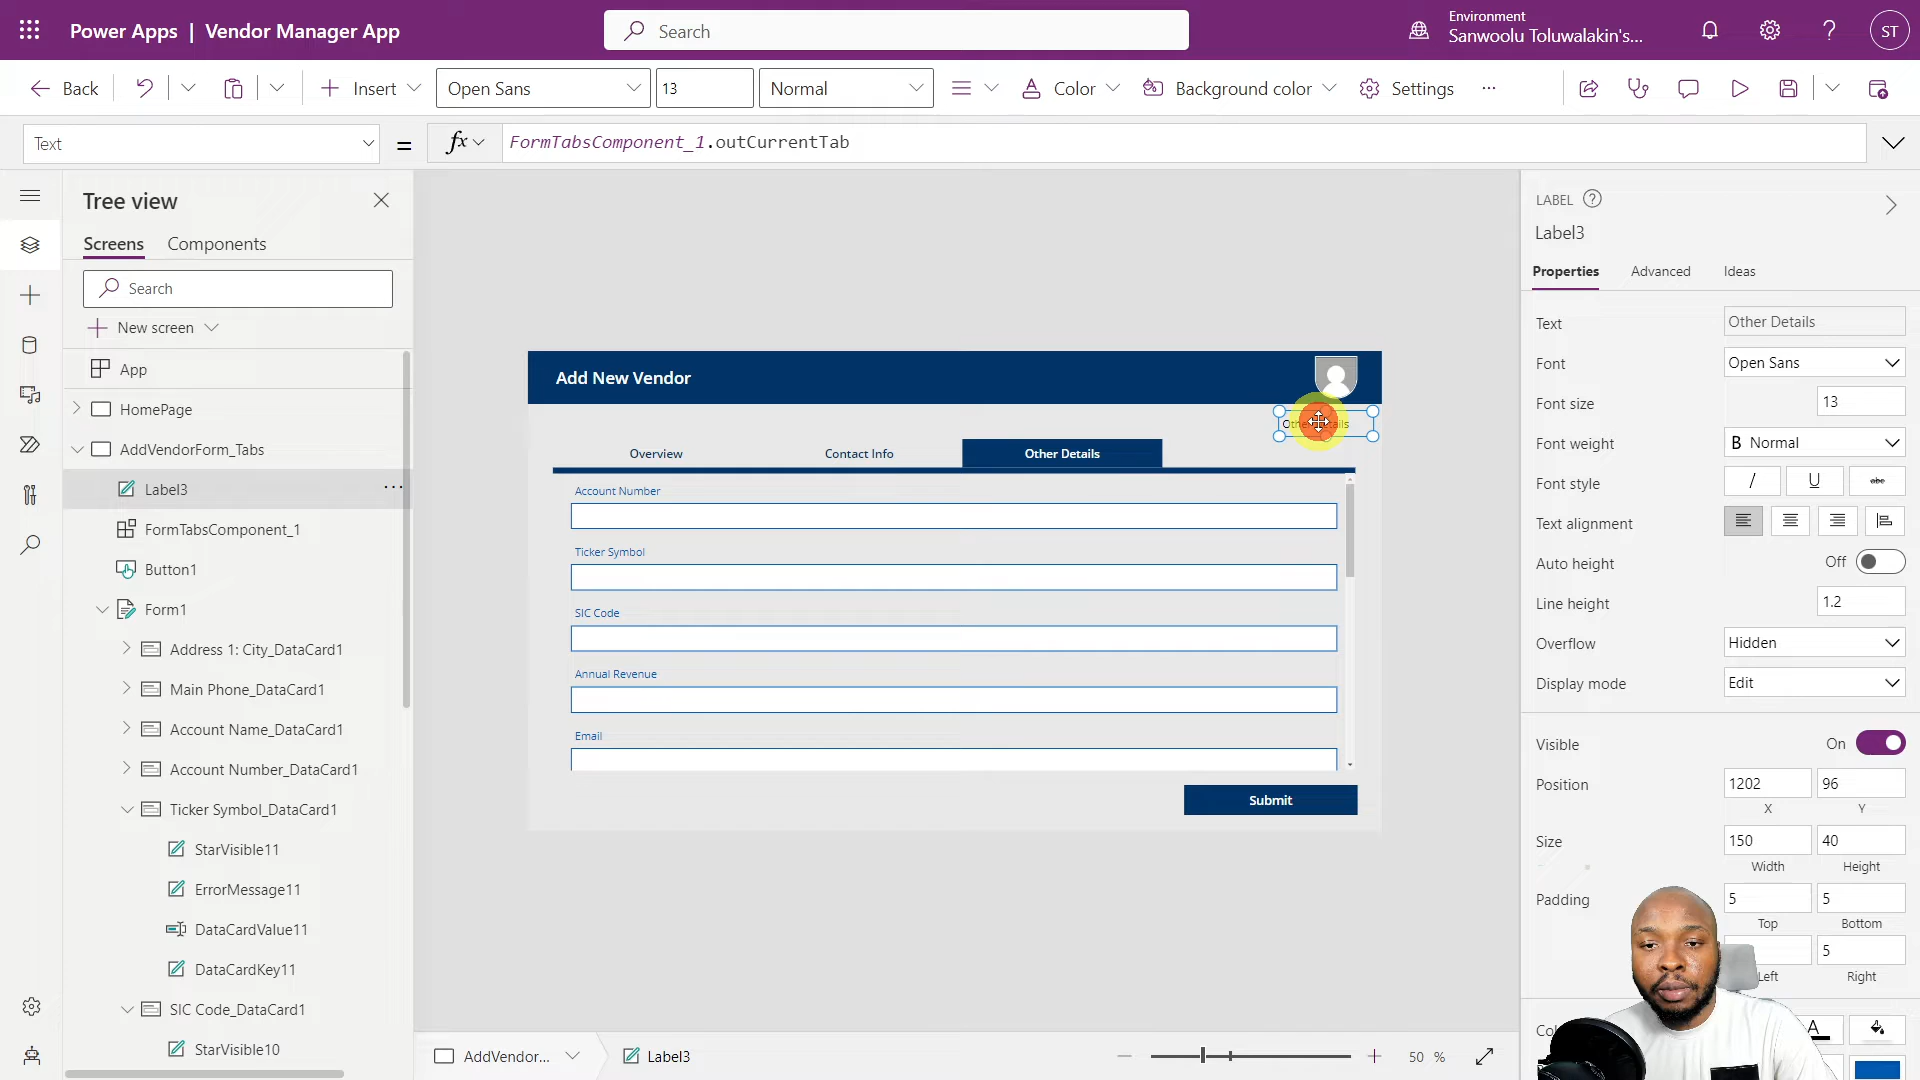 Power Apps | Vendor Manager App
Search
Environment
Sanwoolu Toluwalakin's...
ST
Back
Insert
Open Sans
13
Normal
Color
Background color
Settings
Text
=
fx
FormTabsComponent_1.outCurrentTab
Tree view
Screens
Components
Search
New screen
App
HomePage
AddVendorForm_Tabs
Label3
FormTabsComponent_1
Button1
Form1
Address 1: City_DataCard1
Main Phone_DataCard1
Account Name_DataCard1
Account Number_DataCard1
Ticker Symbol_DataCard1
StarVisible11
ErrorMessage11
DataCardValue11
DataCardKey11
SIC Code_DataCard1
StarVisible10
Add New Vendor
Overview
Contact Info
Other Details
Account Number
Ticker Symbol
SIC Code
Annual Revenue
Email
Submit
AddVendor...
Label3
50 %
LABEL
Label3
Properties
Advanced
Ideas
Text
Other Details
Font
Open Sans
Font size
13
Font weight
B Normal
Font style
/
U
abc
Text alignment
Auto height
Off
Line height
1.2
Overflow
Hidden
Display mode
Edit
Visible
On
Position
1202
96
X
Y
Size
150
40
Width
Height
Padding
5
5
Top
Bottom
5
Left
Right
A